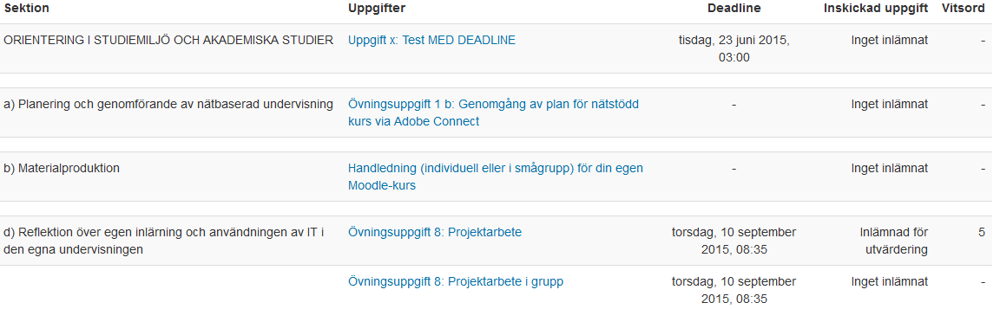 Sektion Uppgifter Deadline Inskickad uppgift Vitsord
ORIENTERING I STUDIEMILJÖ OCH AKADEMISKA STUDIER Uppgift x: Test MED DEADLINE tisdag, 23 juni 2015, Inget inlämnat -
03:00
a) Planering och genomförande av nätbaserad undervisning Övningsuppgift 1 b: Genomgång av plan för nätstödd - Inget inlämnat -
kurs via Adobe Connect
b) Materialproduktion Handledning (individuell eller i smågrupp) för din egen - Inget inlämnat -
Moodle-kurs
d) Reflektion över egen inlärning och användningen av IT i Övningsuppgift 8: Projektarbete torsdag, 10 september Inlämnad för 5
den egna undervisningen 2015, 08:35 utvärdering
Övningsuppgift 8: Projektarbete i grupp torsdag, 10 september Inget inlämnat -
2015, 08:35